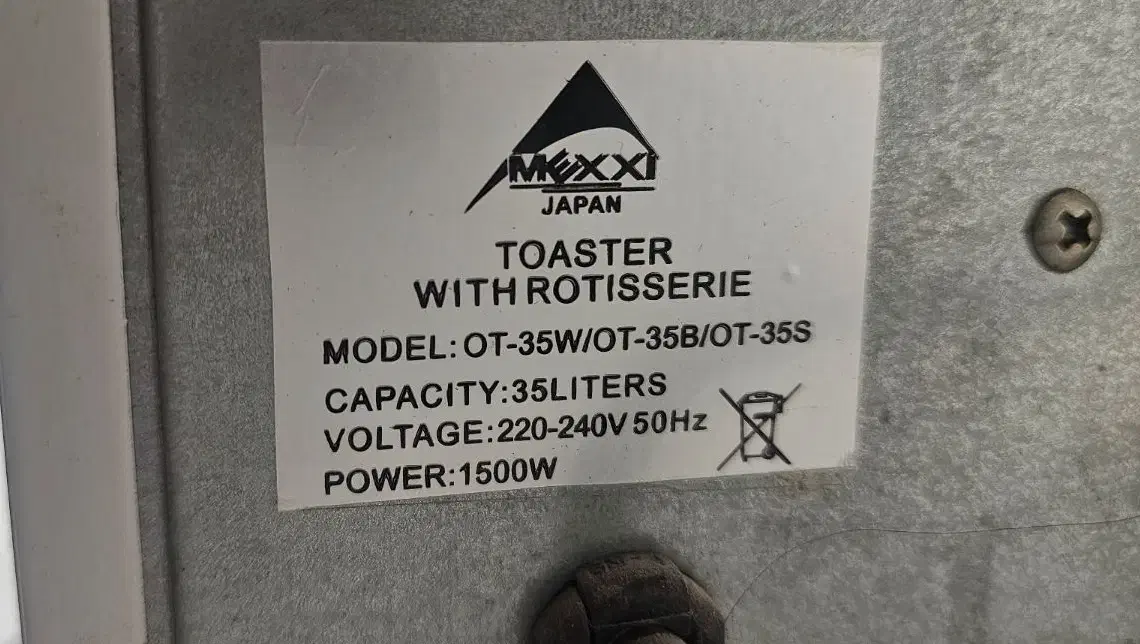 MEXXI
JAPAN
TOASTER
WITH ROTISSERIE
MODEL: OT-35W/OT-35B/OT-35S
CAPACITY:35LITERS
VOLTAGE:220-240V 50Hz
POWER:1500W